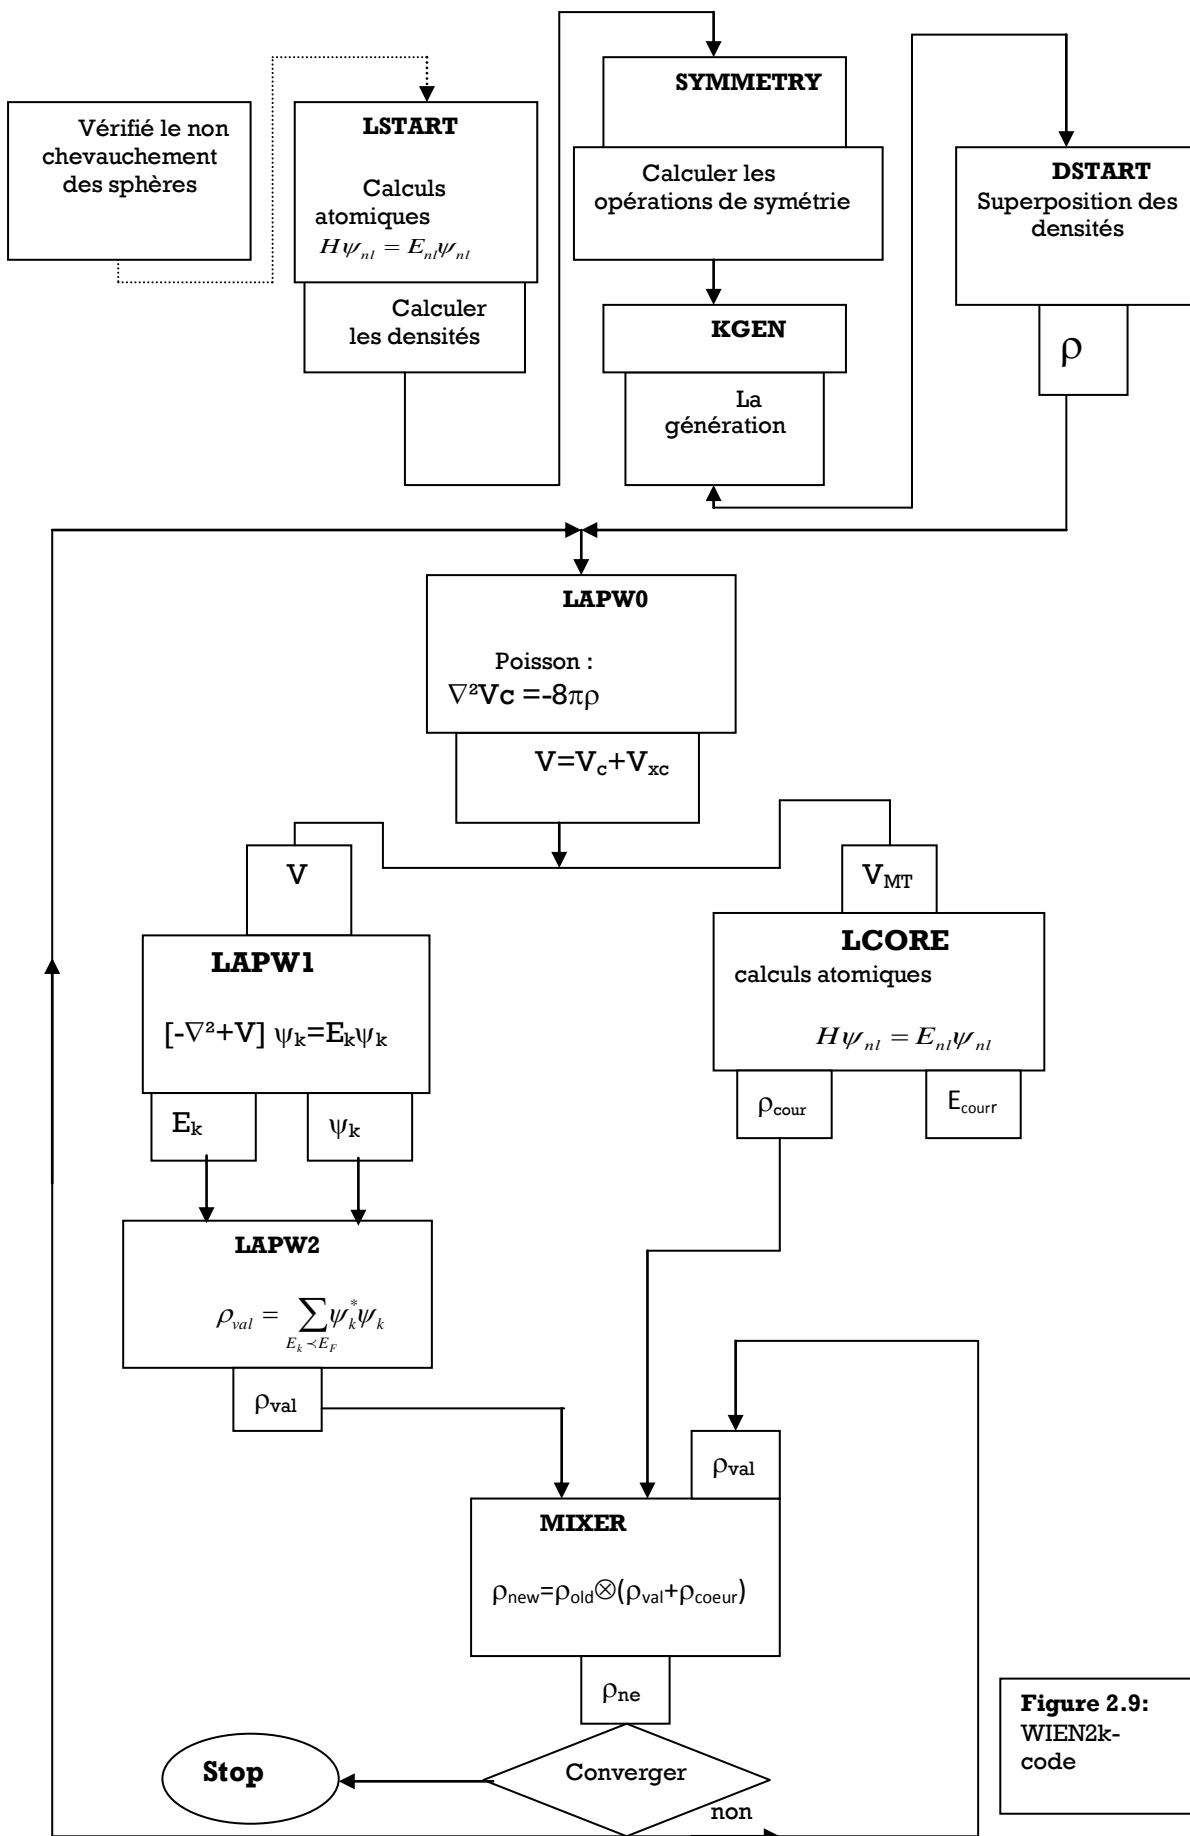 Vérifié le non
chevauchement
des sphères
LSTART
Calculs
atomiques
Hψnl = Enlψnl
Calculer
les densités
SYMMETRY
Calculer les
opérations de symétrie
KGEN
La
génération
DSTART
Superposition des
densités
ρ
LAPW0
Poisson :
∇²Vc =-8πρ
V=Vc+Vxc
V
LAPW1
[-∇²+V] ψk=Ekψk
Ek
ψk
VMT
LCORE
calculs atomiques
Hψnl = Enlψnl
ρcour
Ecourr
LAPW2
ρval = ∑ψk*ψk
Ek≺EF
ρval
ρval
MIXER
ρnew=ρold⊗(ρval+ρcoeur)
ρne
Converger
Stop
non
Figure 2.9:
WIEN2k-
code